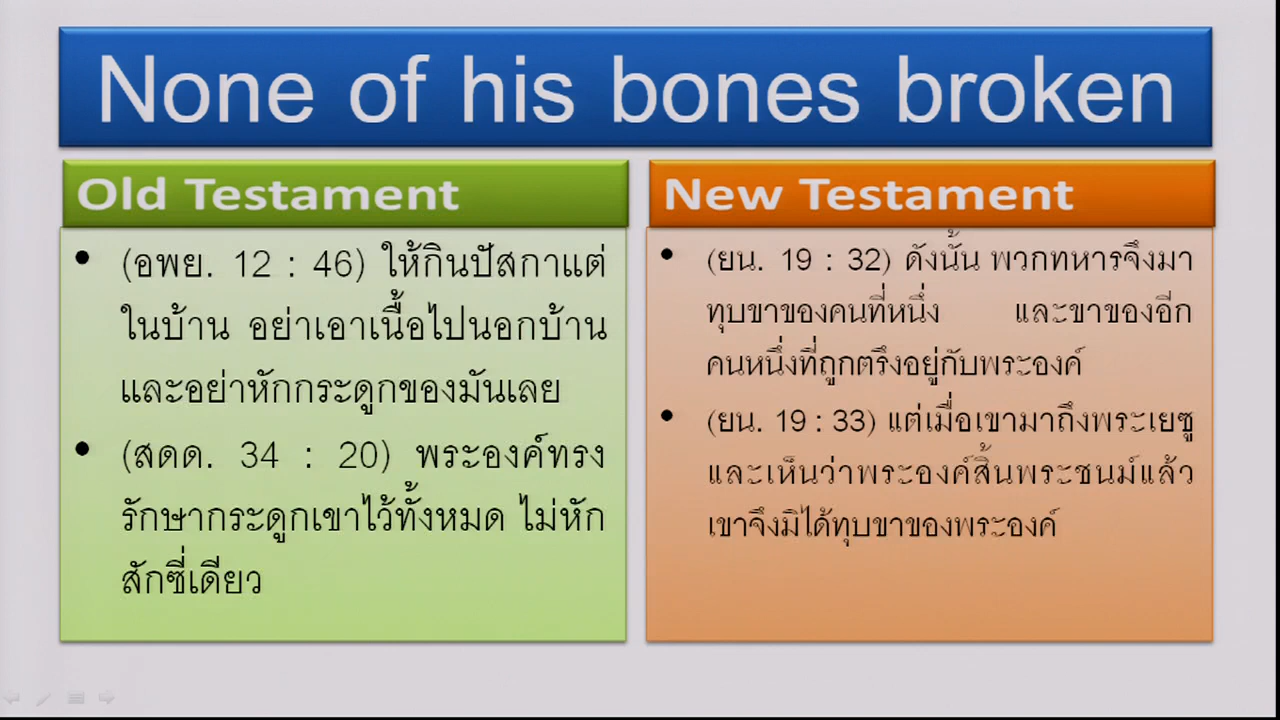 None of his bones broken
Old Testament
• (อพย. 12 : 46) ให้กินปัสกาแต่
ในบ้าน อย่าเอาเนื้อไปนอกบ้าน
และอย่าหักกระดูกของมันเลย
• (สดด. 34 : 20) พระองค์ทรง
รักษากระดูกเขาไว้ทั้งหมด ไม่หัก
สักซี่เดียว
New Testament
• (ยน. 19 : 32) ดังนั้น พวกทหารจึงมา
ทุบขาของคนที่หนึ่ง และขาของอีก
คนหนึ่งที่ถูกตรึงอยู่กับพระองค์
• (ยน. 19 : 33) แต่เมื่อเขามาถึงพระเยซู
และเห็นว่าพระองค์สิ้นพระชนม์แล้ว
เขาจึงมิได้ทุบขาของพระองค์